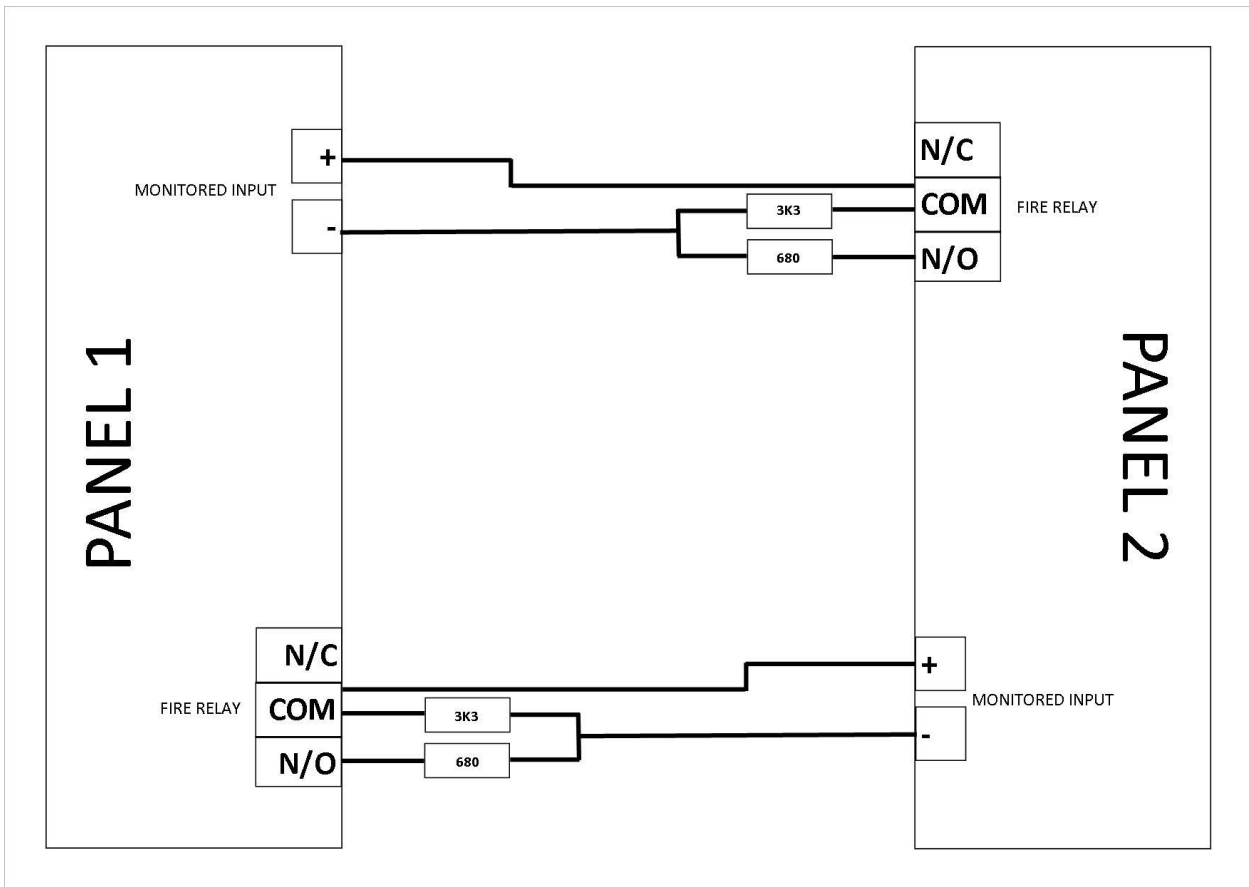 N/C
+
COM
FIRE RELAY
MONITORED INPUT
3K3
-
680
N/O
PANEL 1
PANEL 2
N/C
+
FIRE RELAY
COM
3K3
MONITORED INPUT
-
N/O
680